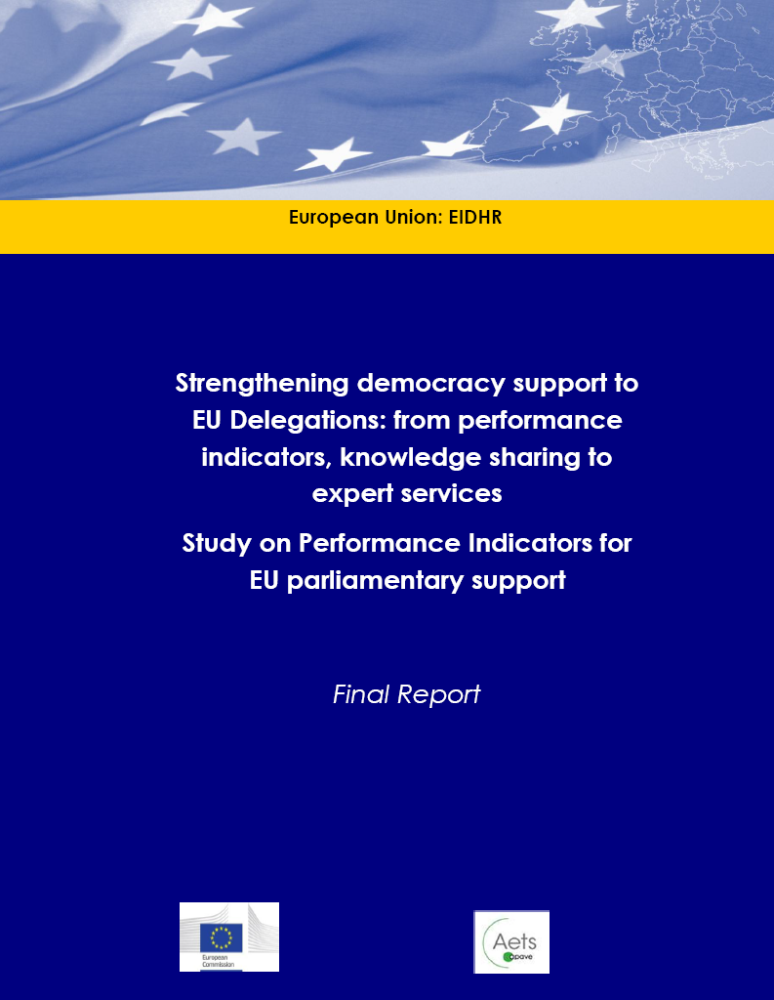 European Union: EIDHR
Strengthening democracy support to
EU Delegations: from performance
indicators, knowledge sharing to
expert services
Study on Performance Indicators for
EU parliamentary support
Final Report
European
Commission
Aets
apave